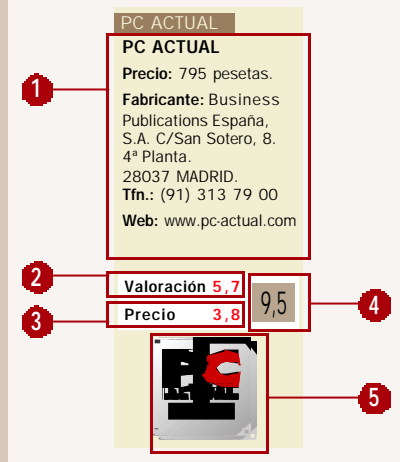 PC ACTUAL
PC ACTUAL
Precio: 795 pesetas.
Fabricante: Business
Publications España,
S.A. C/San Sotero, 8.
4ª Planta.
28037 MADRID.
Tfn.: (91) 313 79 00
Web: www.pc-actual.com
1
2
Valoración 5,7
3
Precio 3,8
9,5
4
PC
ACTUAL
5